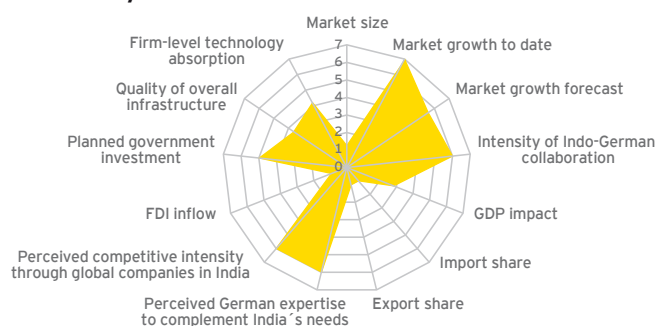 Market size
Firm-level technology
absorption
Market growth to date
7
6
5
4
3
2
1
0
Quality of overall
infrastructure
Market growth forecast
Planned government
investment
Intensity of Indo-German
collaboration
FDI inflow
GDP impact
Perceived competitive intensity
through global companies in India
Import share
Perceived German expertise
to complement India´s needs
Export share